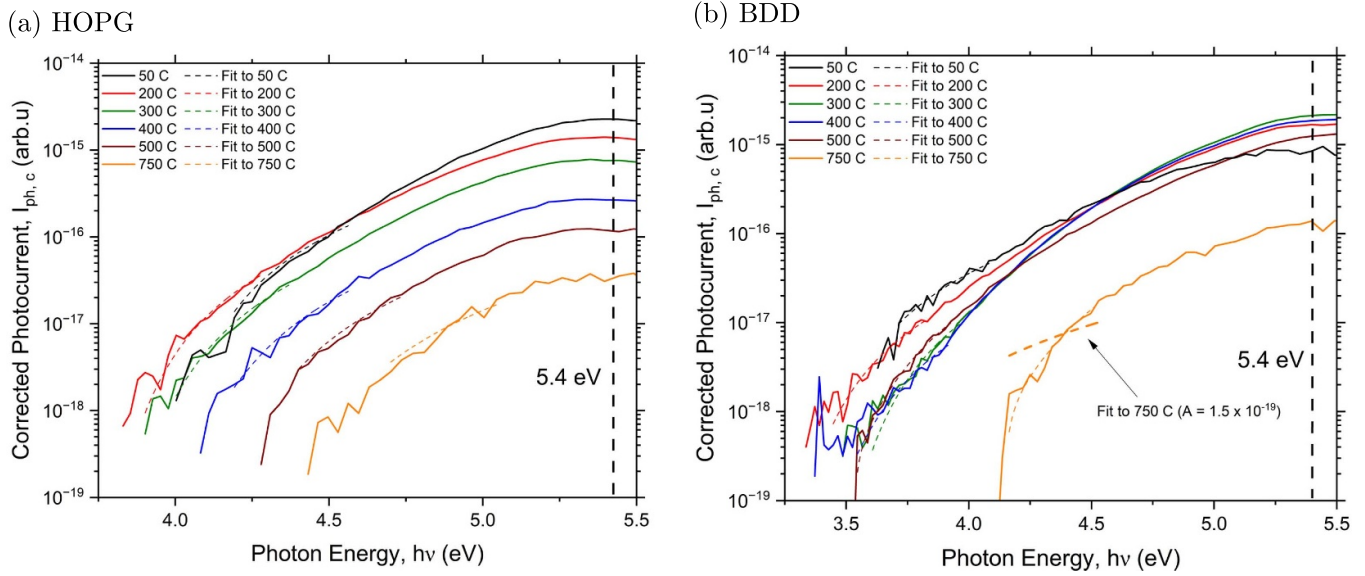 (a) HOPG
10⁻¹⁴
10⁻¹⁵
10⁻¹⁶
10⁻¹⁷
10⁻¹⁸
10⁻¹⁹
Corrected Photocurrent, I_ph, c (arb.u)
50 C
200 C
300 C
400 C
500 C
750 C
Fit to 50 C
Fit to 200 C
Fit to 300 C
Fit to 400 C
Fit to 500 C
Fit to 750 C
5.4 eV
4.0 4.5 5.0 5.5
Photon Energy, hν (eV)
(b) BDD
10⁻¹⁴
10⁻¹⁵
10⁻¹⁶
10⁻¹⁷
10⁻¹⁸
10⁻¹⁹
Corrected Photocurrent, I_ph, c (arb.u)
50 C
200 C
300 C
400 C
500 C
750 C
Fit to 50 C
Fit to 200 C
Fit to 300 C
Fit to 400 C
Fit to 500 C
Fit to 750 C
5.4 eV
Fit to 750 C (A = 1.5 x 10⁻¹⁹)
3.5 4.0 4.5 5.0 5.5
Photon Energy, hν (eV)